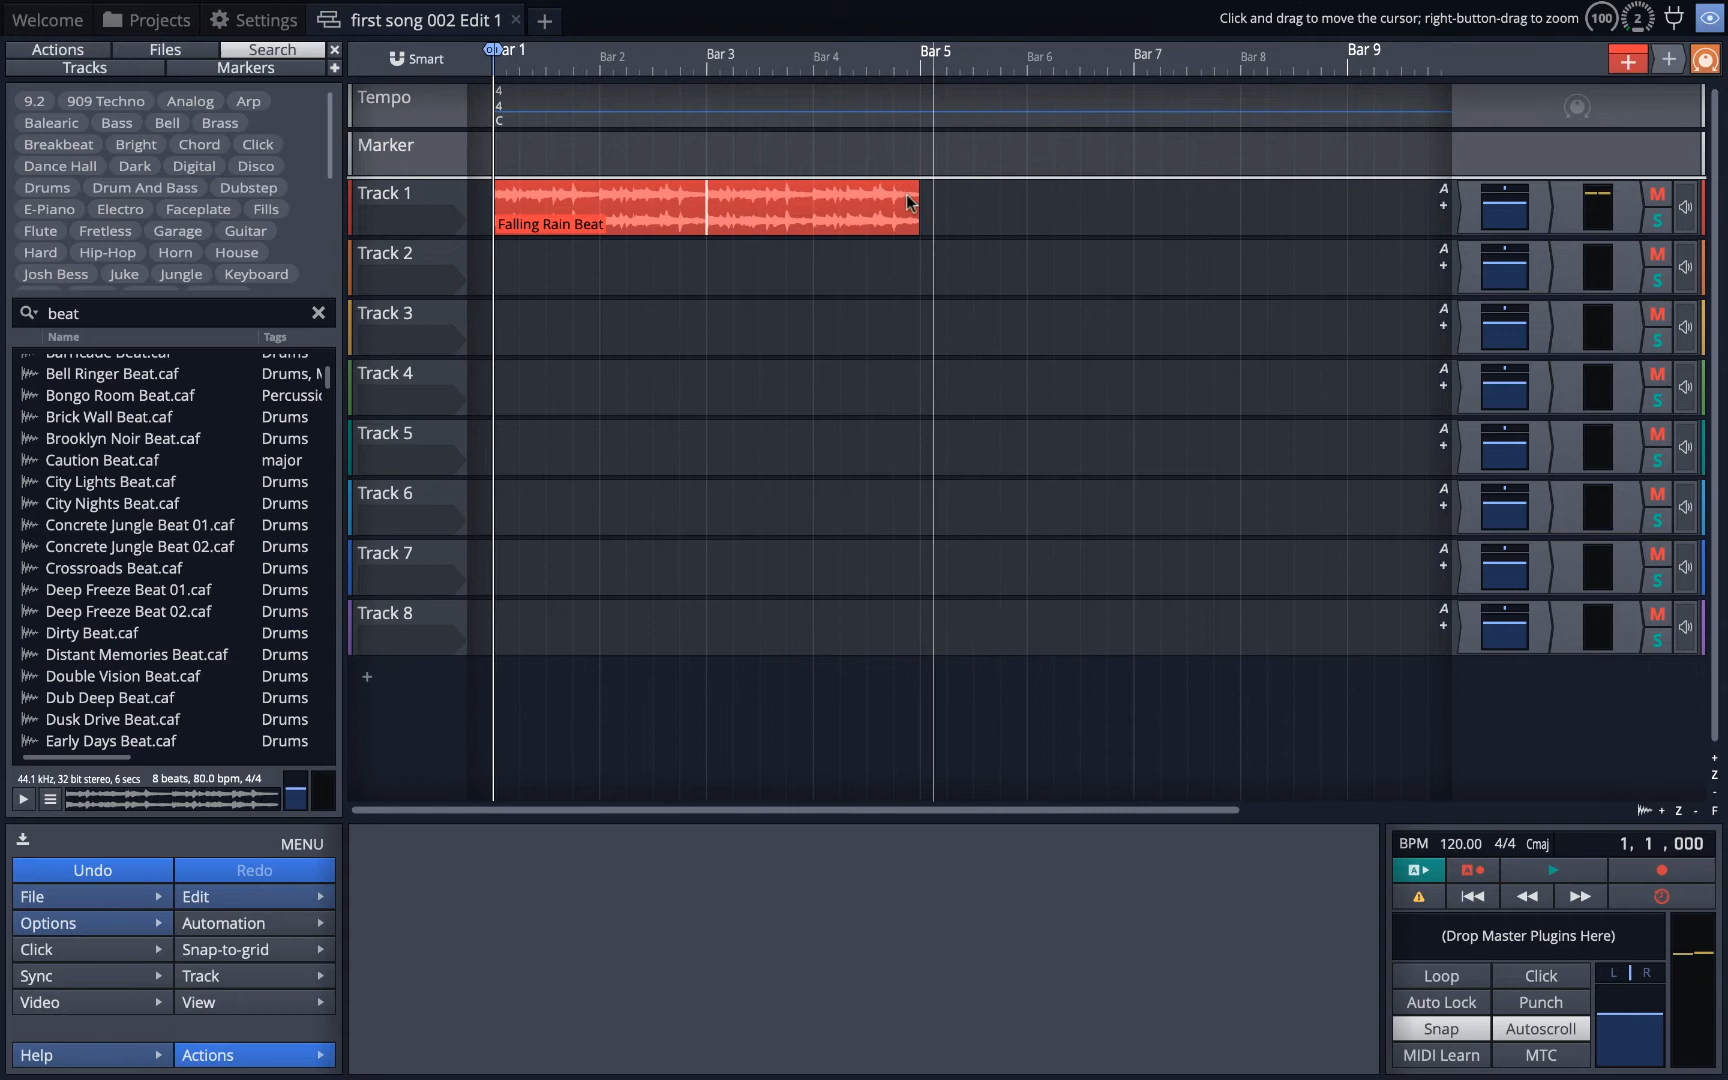 Welcome Projects Settings first song 002 Edit 1 × +
Click and drag to move the cursor; right-button-drag to zoom 100 2
Actions Files Search
Tracks Markers
Smart
Bar 2 Bar 3 Bar 4 Bar 5 Bar 6 Bar 7 Bar 8 Bar 9
9.2 909 Techno Analog Arp
Balearic Bass Bell Brass
Breakbeat Bright Chord Click
Dance Hall Dark Digital Disco
Drums Drum And Bass Dubstep
E-Piano Electro Faceplate Fills
Flute Fretless Garage Guitar
Hard Hip-Hop Horn House
Josh Bess Juke Jungle Keyboard
beat
Name Tags
Bell Ringer Beat.caf Drums,
Bongo Room Beat.caf
Brick Wall Beat.caf Drums
Brooklyn Noir Beat.caf Drums
Caution Beat.caf major
City Lights Beat.caf Drums
City Nights Beat.caf Drums
Concrete Jungle Beat 01.caf Drums
Concrete Jungle Beat 02.caf Drums
Crossroads Beat.caf Drums
Deep Freeze Beat 01.caf Drums
Deep Freeze Beat 02.caf Drums
Dirty Beat.caf Drums
Distant Memories Beat.caf Drums
Double Vision Beat.caf Drums
Dub Deep Beat.caf Drums
Dusk Drive Beat.caf Drums
Early Days Beat.caf Drums
44.1 kHz, 32 bit stereo, 6 secs 8 beats, 80.0 bpm, 4/4
Tempo
4
4
C
Marker
Track 1
Falling Rain Beat
A + M S
Track 2
A + M S
Track 3
A + M S
Track 4
A + M S
Track 5
A + M S
Track 6
A + M S
Track 7
A + M S
Track 8
A + M S
+
+
Z
-
+ Z - F
MENU
Undo Redo
File Edit
Options Automation
Click Snap-to-grid
Sync Track
Video View
Help Actions
BPM 120.00 4/4 Cmaj 1, 1, 000
A A
(Drop Master Plugins Here)
Loop Click L R
Auto Lock Punch
Snap Autoscroll
MIDI Learn MTC